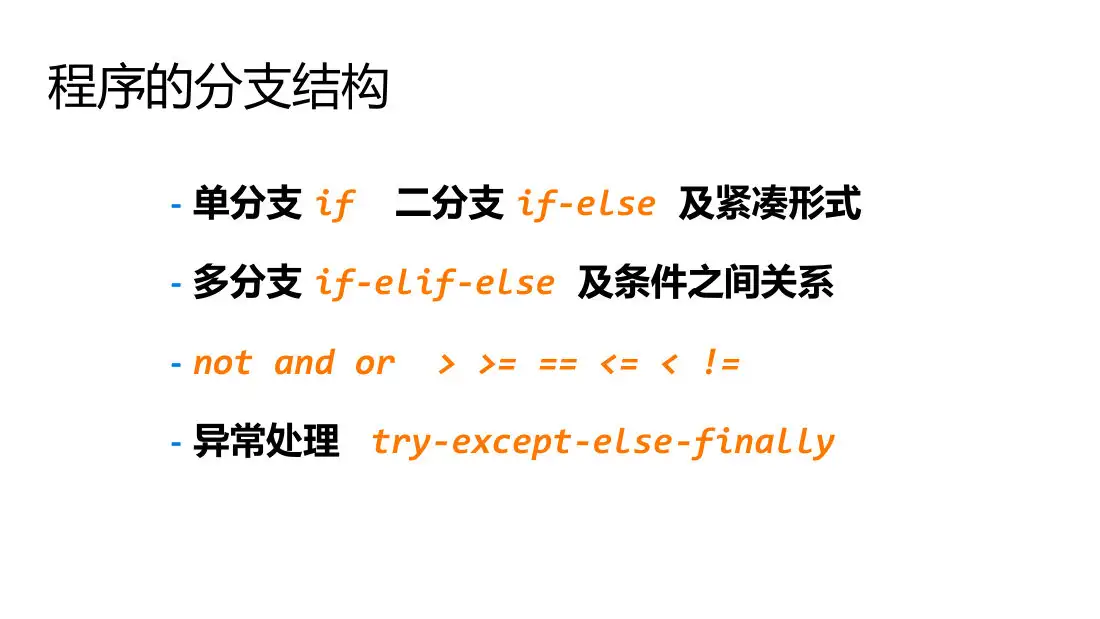 程序的分支结构
- 单分支 if 二分支 if-else 及紧凑形式
- 多分支 if-elif-else 及条件之间关系
- not and or > >= == <= < !=
- 异常处理 try-except-else-finally